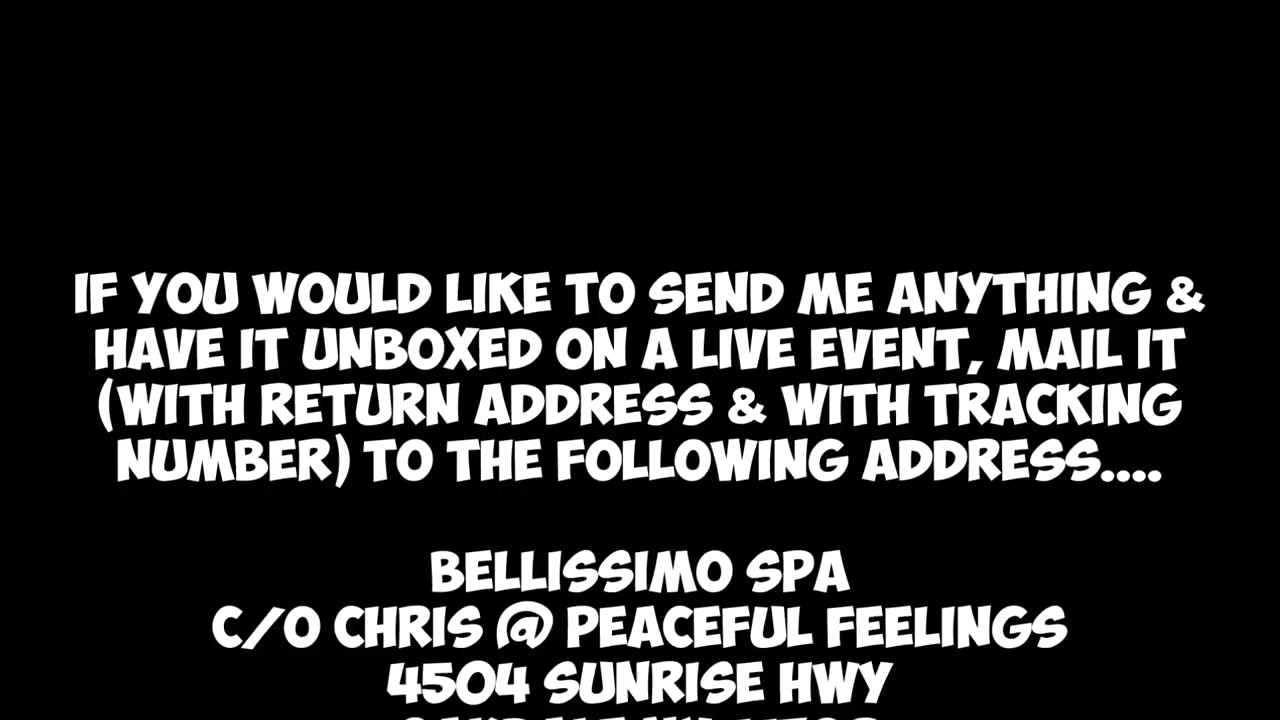 IF YOU WOULD LIKE TO SEND ME ANYTHING &
HAVE IT UNBOXED ON A LIVE EVENT, MAIL IT
(WITH RETURN ADDRESS & WITH TRACKING
NUMBER) TO THE FOLLOWING ADDRESS....
BELLISSIMO SPA
C/O CHRIS @ PEACEFUL FEELINGS
4504 SUNRISE HWY